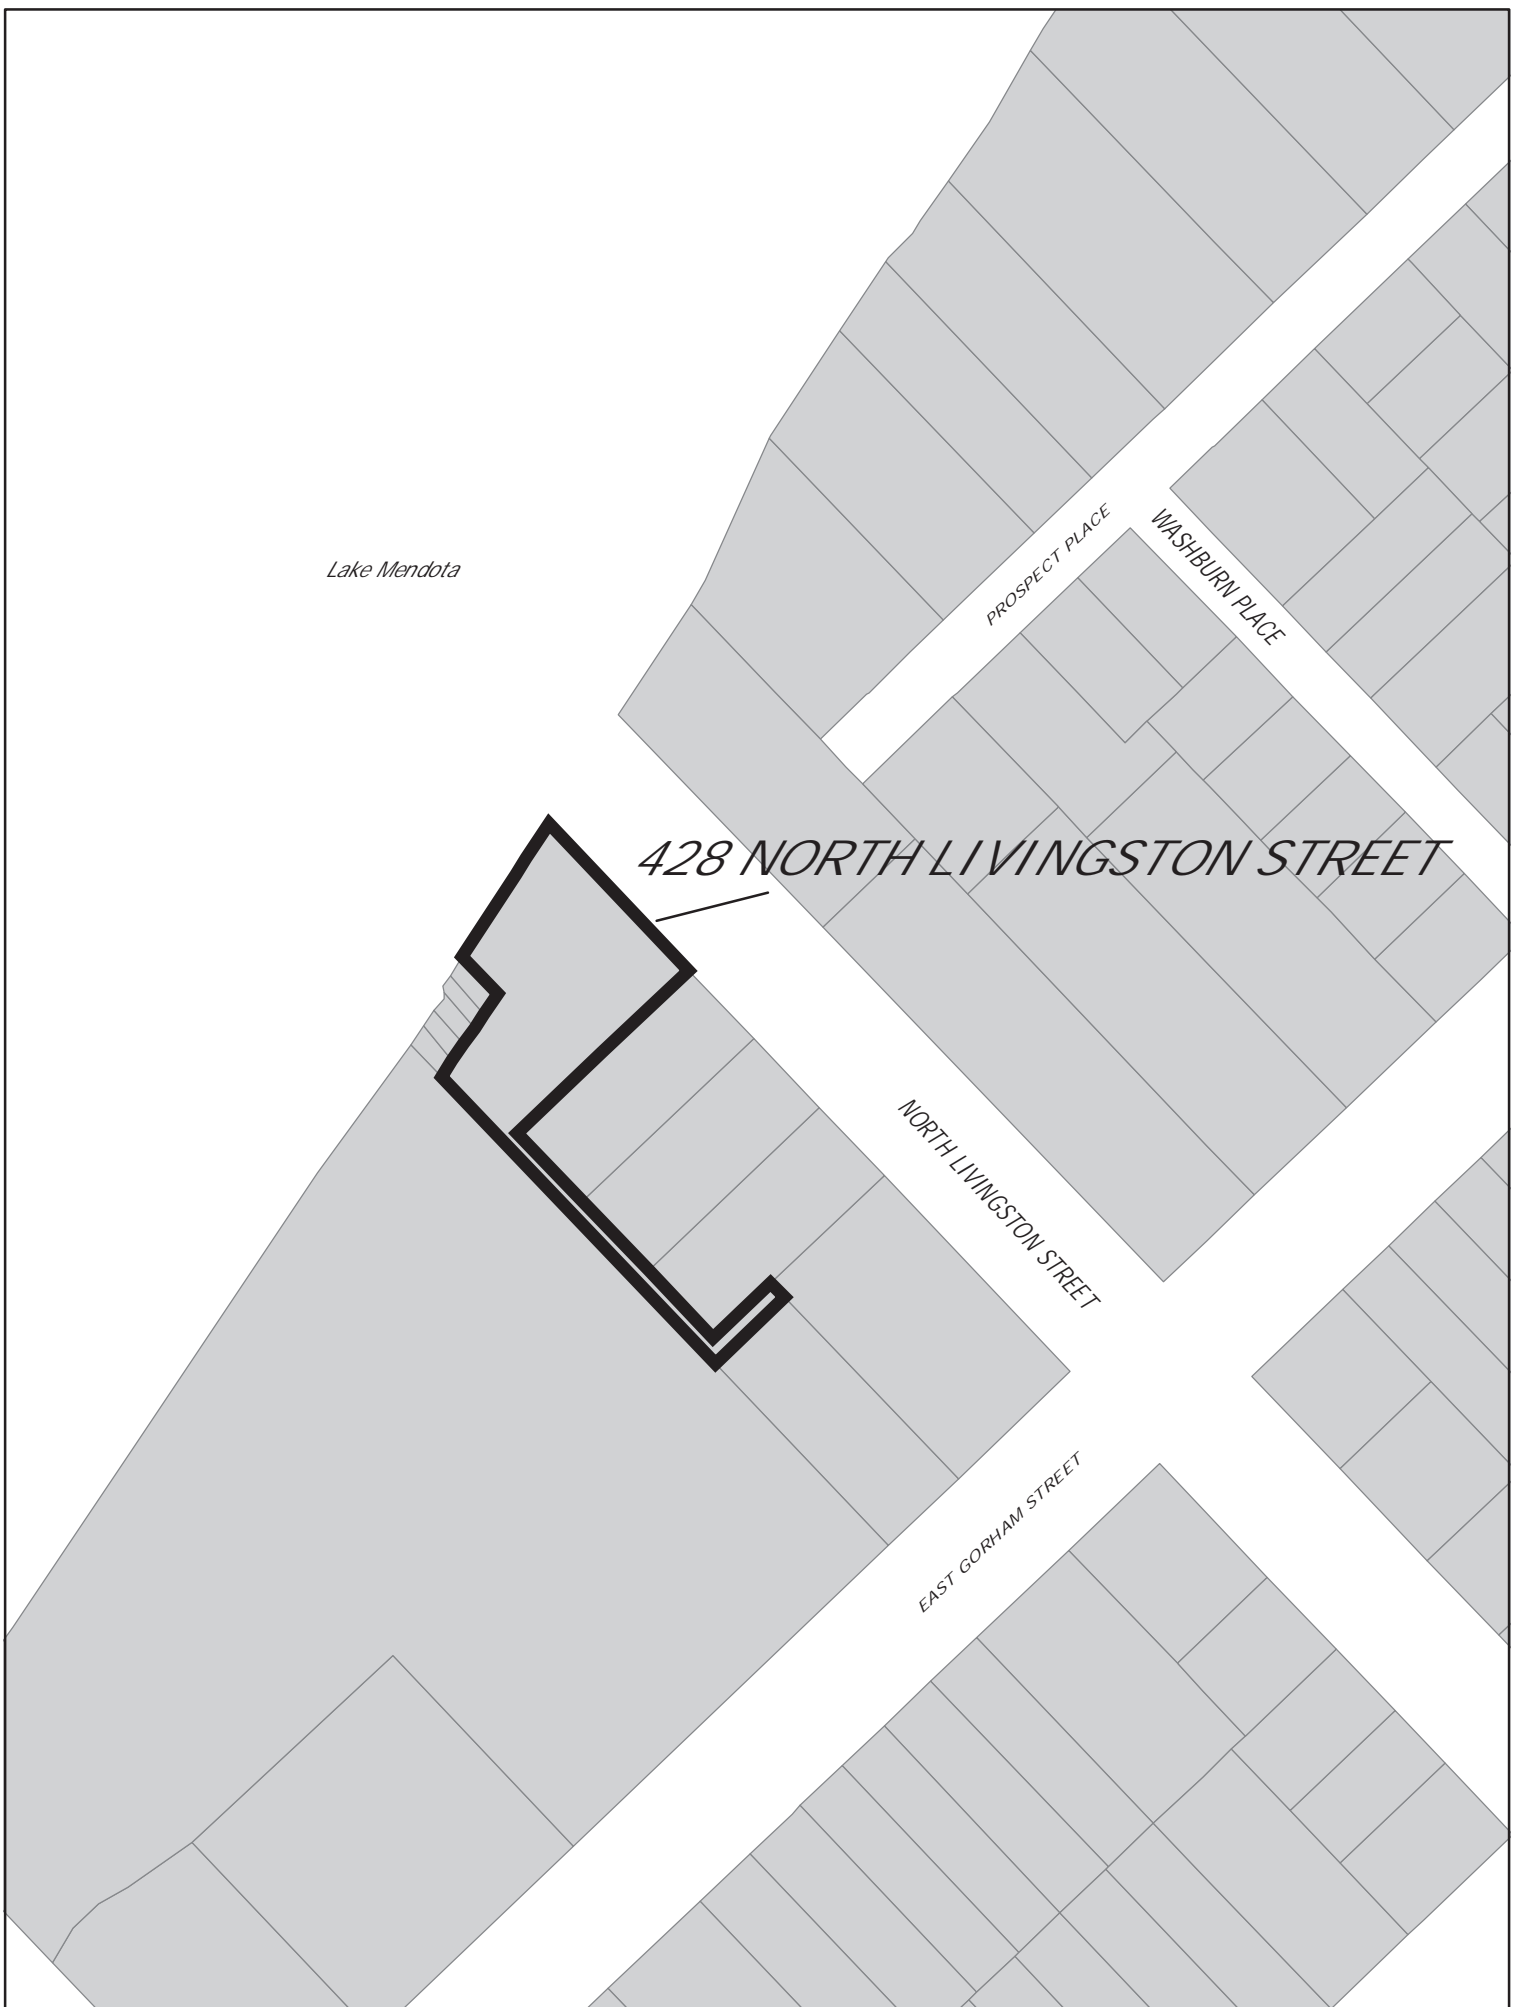 PROSPECT PLACE
WASHBURN PLACE
Lake Mendota
428 NORTH LIVINGSTON STREET
NORTH LIVINGSTON STREET
EAST GORHAM STREET